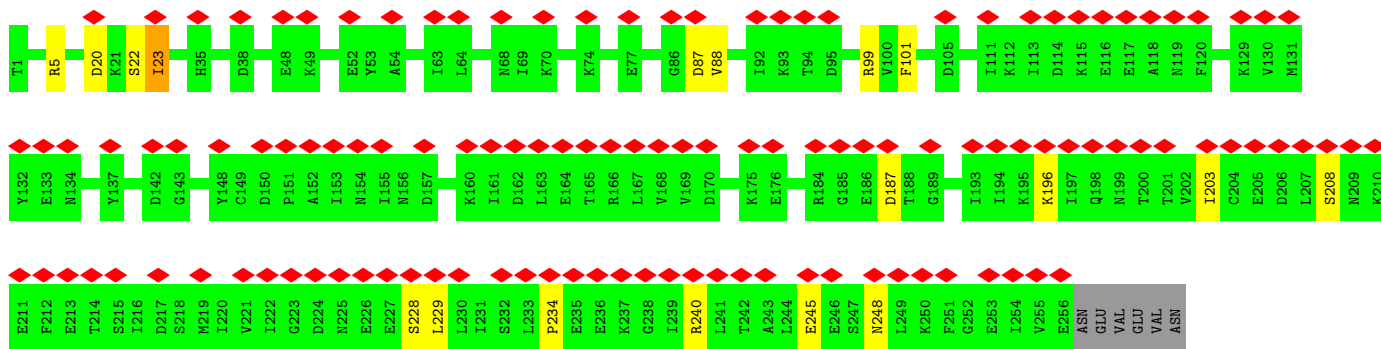 T1 R5 D20 K21 S22 I23 H35 D38 E48 K49 E52 Y53 A54 I63 L64 N68 I69 K70 K74 E77 G86 D87 V88 I92 K93 T94 D95 R99 V100 F101 D105 I111 K112 I113 D114 K115 E116 E117 A118 N119 F120 K129 V130 M131
Y132 E133 N134 Y137 D142 G143 Y148 C149 D150 P151 A152 I153 N154 I155 N156 D157 K160 I161 D162 L163 E164 T165 R166 L167 V168 V169 D170 K175 E176 R184 G185 E186 D187 T188 G189 I193 I194 K195 K196 I197 Q198 N199 T200 T201 V202 I203 C204 E205 D206 L207 S208 N209 K210
E211 F212 E213 T214 S215 I216 D217 S218 M219 I220 V221 I222 G223 D224 N225 E226 E227 S228 L229 L230 I231 S232 L233 P234 E235 E236 K237 G238 I239 R240 L241 T242 A243 L244 E245 E246 S247 N248 L249 K250 F251 G252 E253 I254 V255 E256 ASN GLU VAL GLU VAL ASN